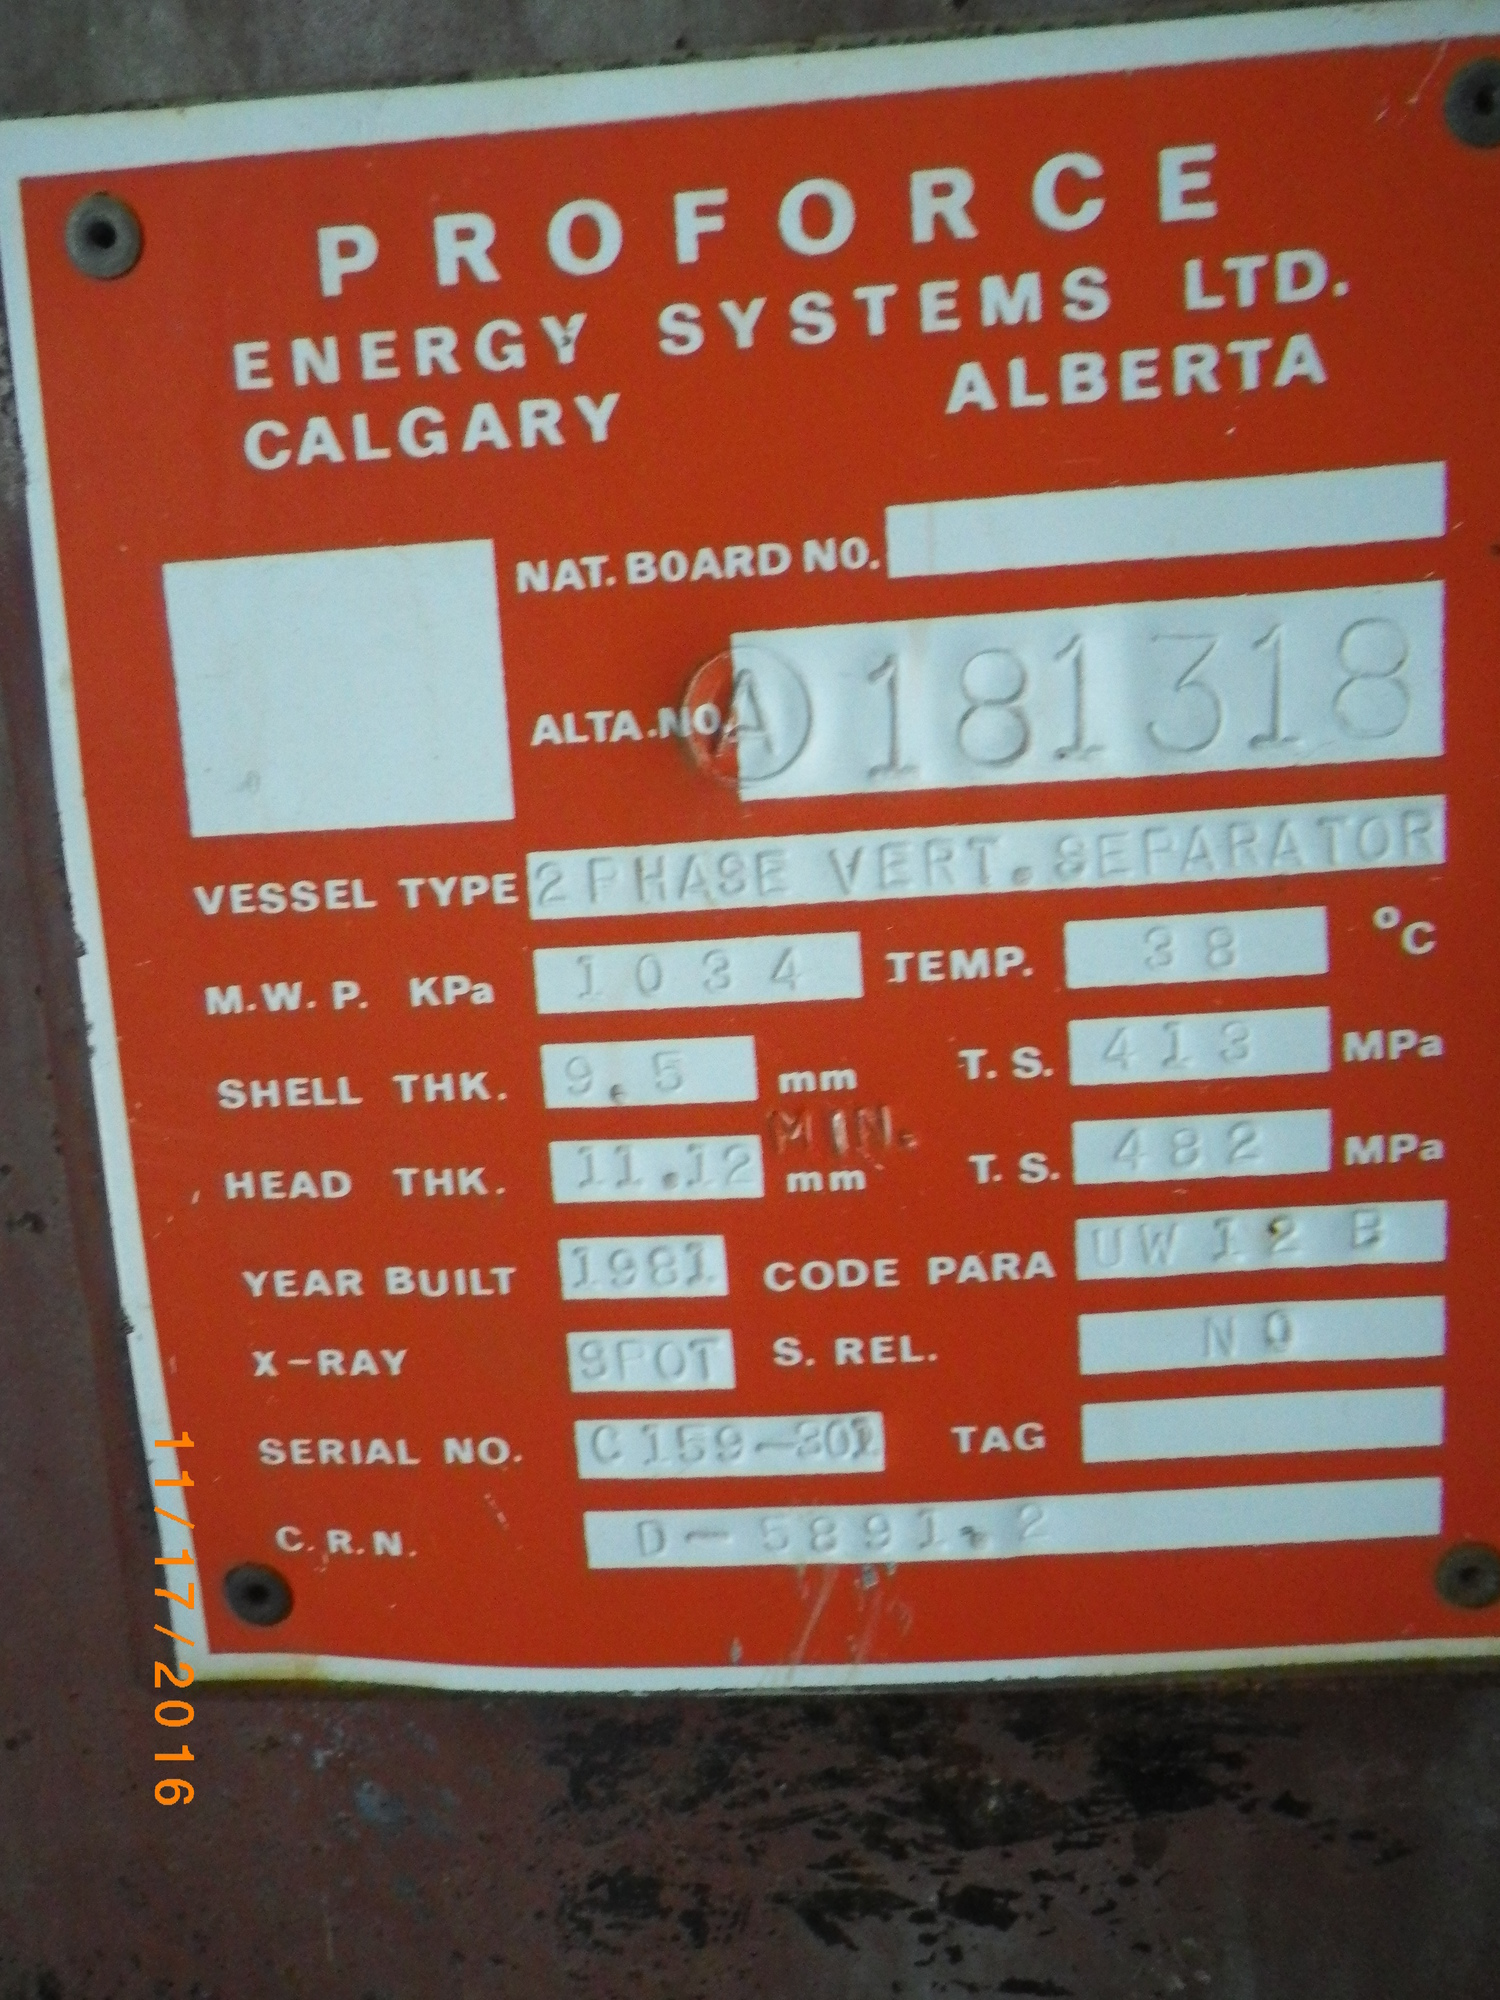 PROFORCE
ENERGY SYSTEMS LTD.
CALGARY ALBERTA
NAT. BOARD NO.
ALTA. NO. A 181318
VESSEL TYPE 2 PHASE VERT. SEPARATOR
M.W.P. KPa 1034 TEMP. 38 °C
SHELL THK. 9.5 mm T.S. 413 MPa
MIN.
HEAD THK. 11.12 mm T.S. 482 MPa
YEAR BUILT 1981 CODE PARA UW 12 B
X-RAY SPOT S. REL. NO
SERIAL NO. C159-301 TAG
C.R.N. D-5891.2
11/17/2016